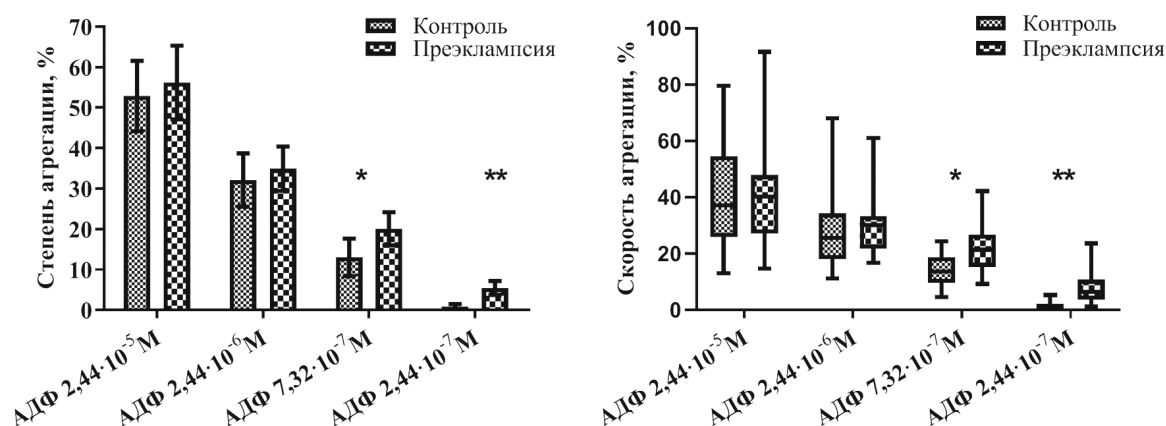 Контроль
Преэклампсия
Степень агрегации, %
70
60
50
40
30
20
10
0
*
**
АДФ 2,44·10⁻⁵М
АДФ 2,44·10⁻⁶М
АДФ 7,32·10⁻⁷М
АДФ 2,44·10⁻⁷М
Контроль
Преэклампсия
Скорость агрегации, %
100
80
60
40
20
0
*
**
АДФ 2,44·10⁻⁵М
АДФ 2,44·10⁻⁶М
АДФ 7,32·10⁻⁷М
АДФ 2,44·10⁻⁷М